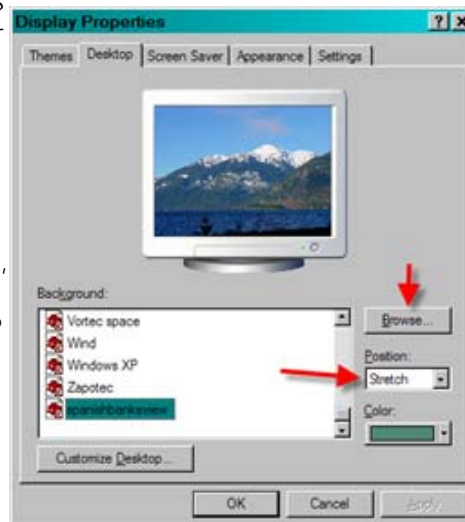 Display Properties
Themes Desktop Screen Saver Appearance Settings
Background:
Vortec space
Wind
Windows XP
Zapotec
spanishbanksview
Browse...
Position:
Stretch
Color:
Customize Desktop...
OK Cancel Apply